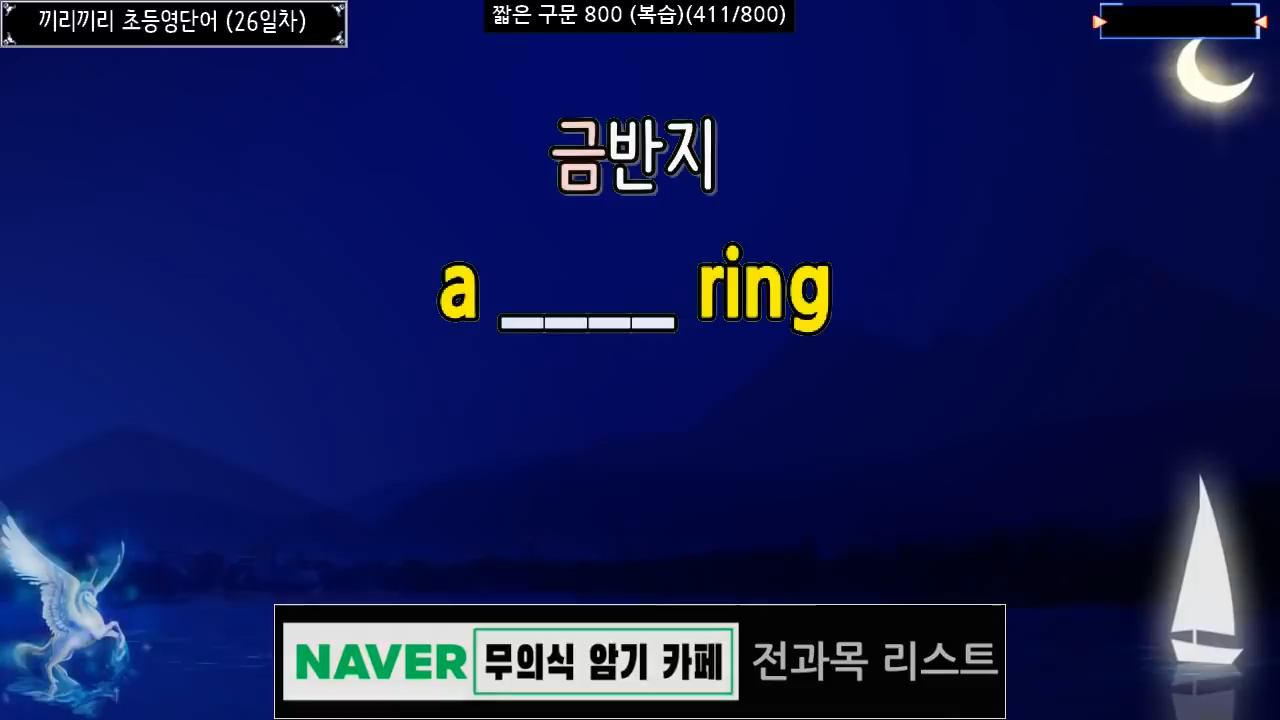 끼리끼리 초등영단어 (26일차)
짧은 구문 800 (복습)(411/800)
금반지
a ____ ring
NAVER 무의식 암기 카페 전과목 리스트